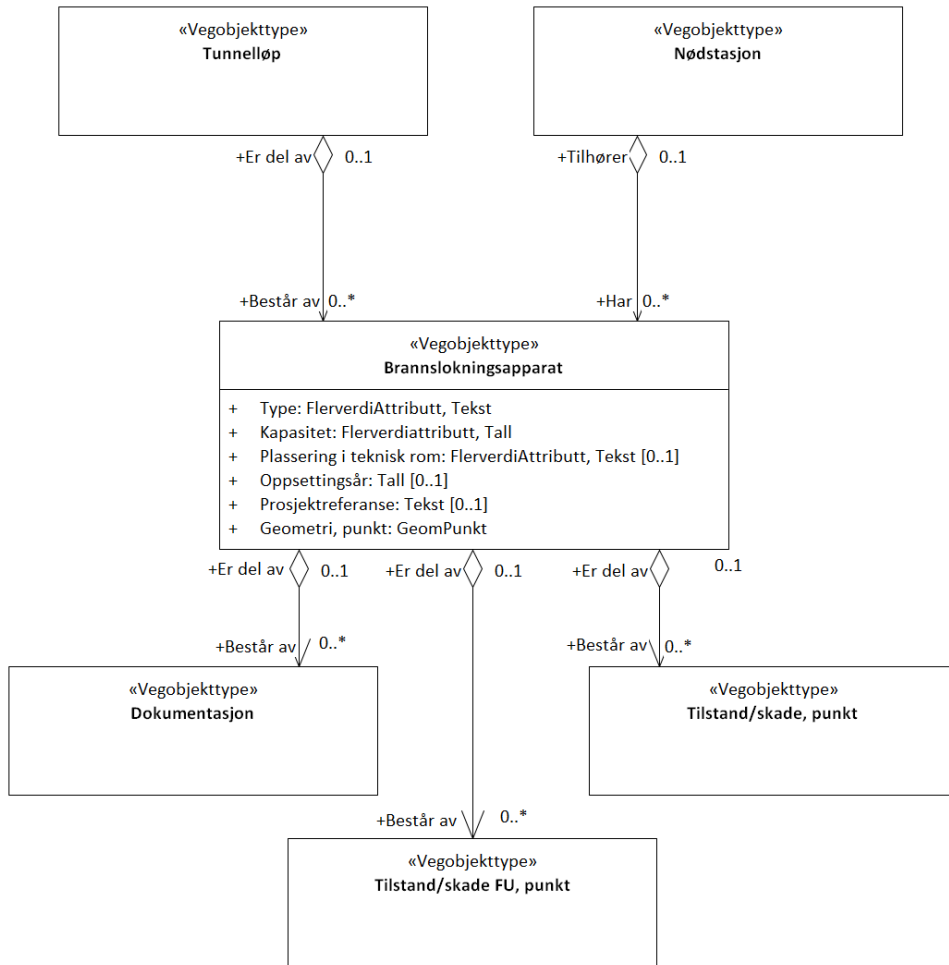 «Vegobjekttype»
Tunnelløp
«Vegobjekttype»
Nødstasjon
+Er del av 0..1
+Tilhører 0..1
+Består av 0..*
+Har 0..*
«Vegobjekttype»
Brannslokningsapparat
+ Type: FlerverdiAttributt, Tekst
+ Kapasitet: Flerverdiattributt, Tall
+ Plassering i teknisk rom: FlerverdiAttributt, Tekst [0..1]
+ Oppsettingsår: Tall [0..1]
+ Prosjektreferanse: Tekst [0..1]
+ Geometri, punkt: GeomPunkt
+Er del av 0..1
+Er del av 0..1
+Er del av 0..1
+Består av 0..*
+Består av 0..*
«Vegobjekttype»
Dokumentasjon
«Vegobjekttype»
Tilstand/skade, punkt
+Består av 0..*
«Vegobjekttype»
Tilstand/skade FU, punkt